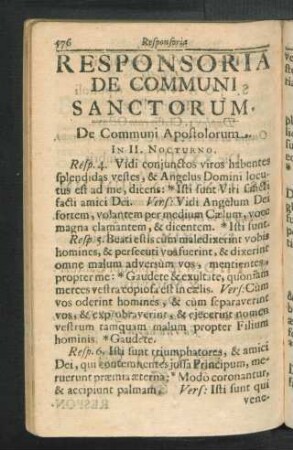 576 Responsoria
RESPONSORIA
DE COMMUNI
SANCTORUM.
De Communi Apostolorum.
IN II. NOCTURNO.
Resp. 4. Vidi conjunctos viros habentes
splendidas vestes, & Angelus Domini locu-
tus est ad me, dicens: * Isti sunt Viri sancti
facti amici Dei. Vers: Vidi Angelum Dei
fortem, volantem per medium Cælum, voce
magna clamantem, & dicentem. * Isti sunt.
Resp. 5. Beati estis cùm maledixerint vobis
homines, & persecuti vos fuerint, & dixerint
omne malum adversùm vos, mentientes
propter me: * Gaudete & exultate, quoniam
merces vestra copiosa est in cælis. Vers: Cùm
vos oderint homines, & cùm separaverint
vos, & exprobraverint, & ejecerint nomen
vestrum tamquam malum propter Filium
hominis. * Gaudete.
Resp. 6. Isti sunt triumphatores, & amici
Dei, qui contemnentes jussa Principum, me-
ruerunt præmia æterna: * Modo coronantur,
& accipiunt palmam. Vers: Isti sunt qui
vene-